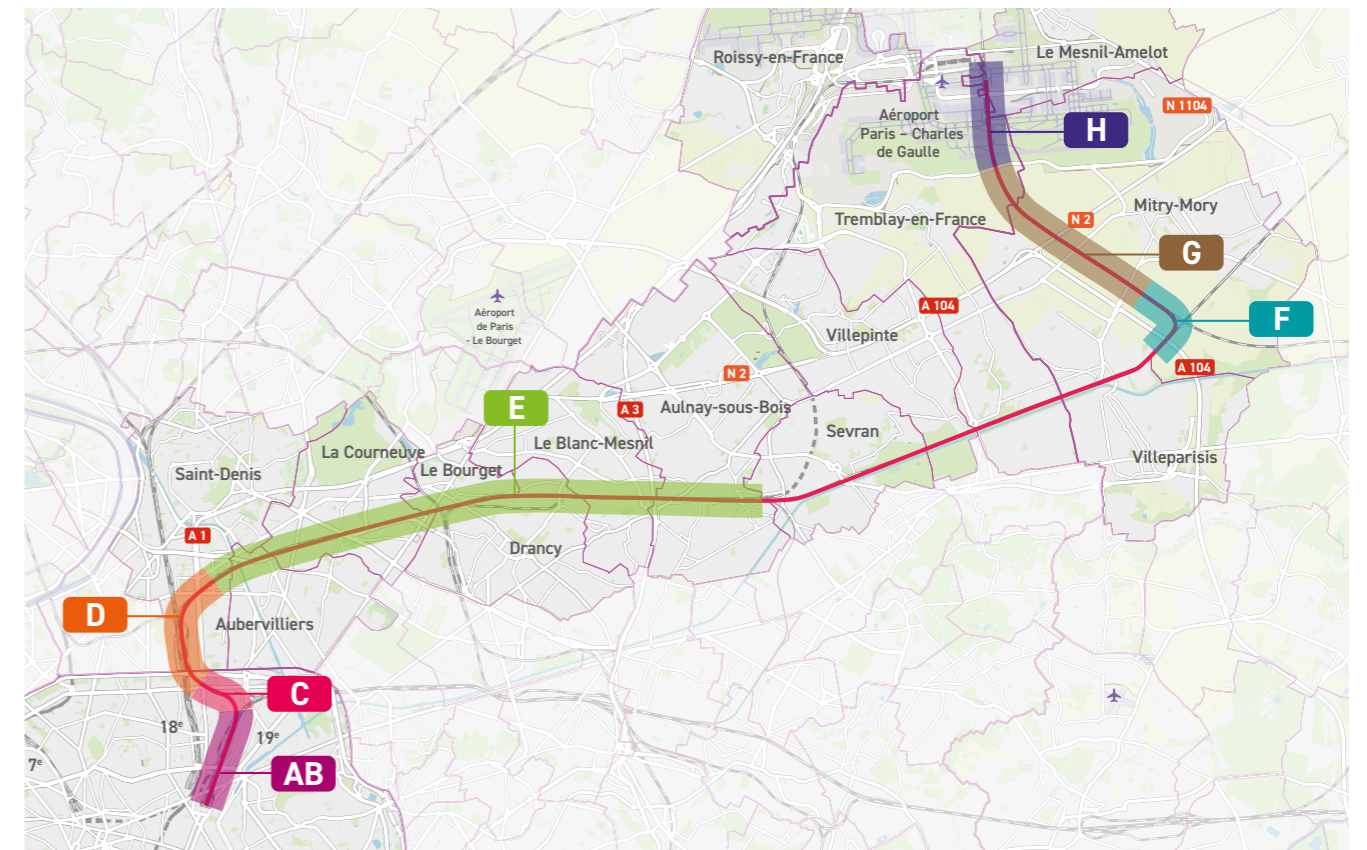 Roissy-en-France
Le Mesnil-Amelot
N 1104
Aéroport
Paris – Charles
de Gaulle
H
Mitry-Mory
Tremblay-en-France
N 2
G
Aéroport
de Paris
- Le Bourget
A 104
F
Villepinte
N 2
A 104
E
A 3
Aulnay-sous-Bois
Sevran
Le Blanc-Mesnil
La Courneuve
Le Bourget
Villeparisis
Saint-Denis
A 1
Drancy
D
Aubervilliers
C
18e
19e
7e
AB